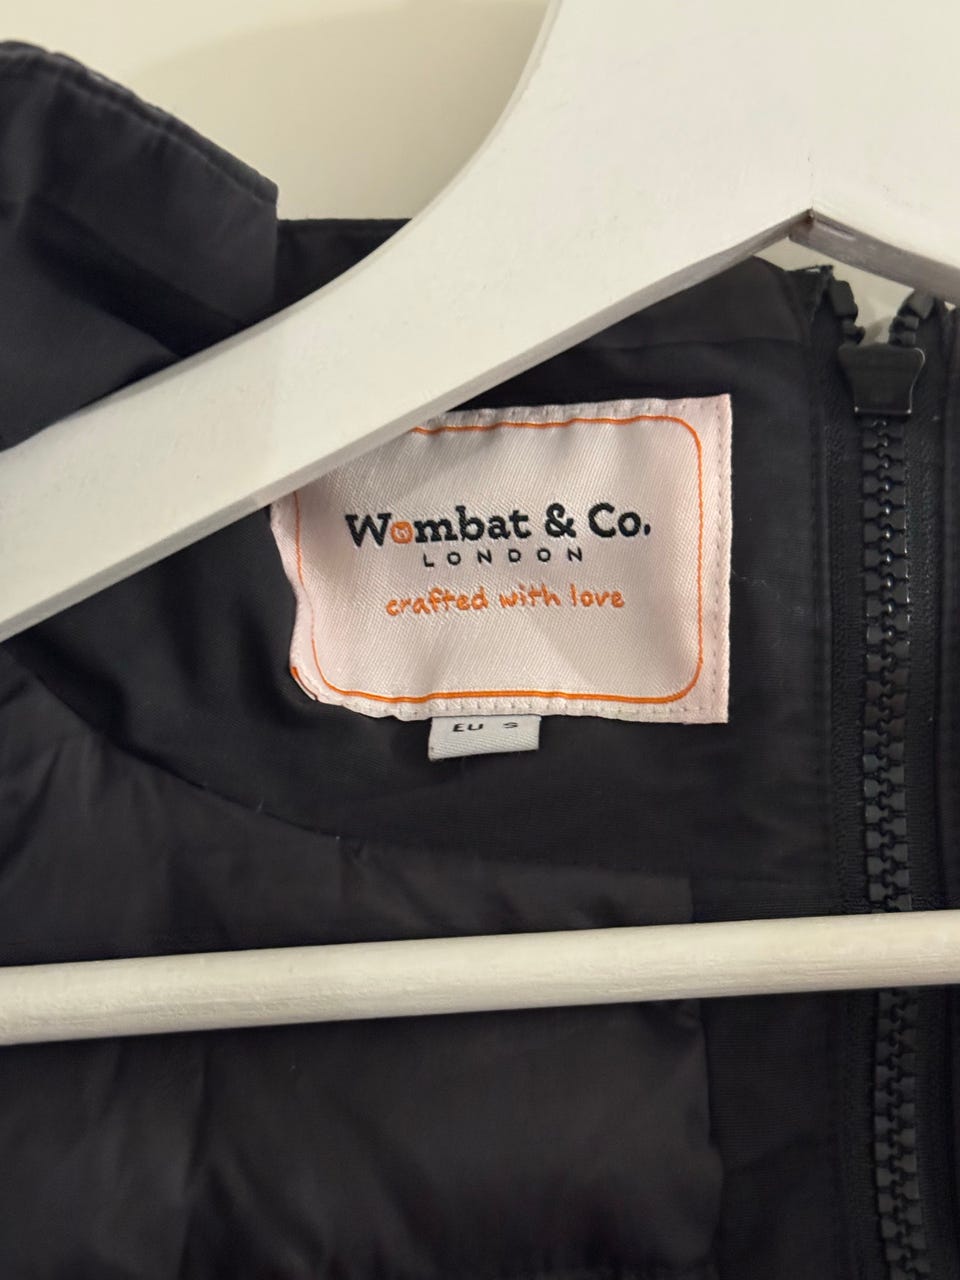 Wombat & Co.
LONDON
crafted with love
EU S